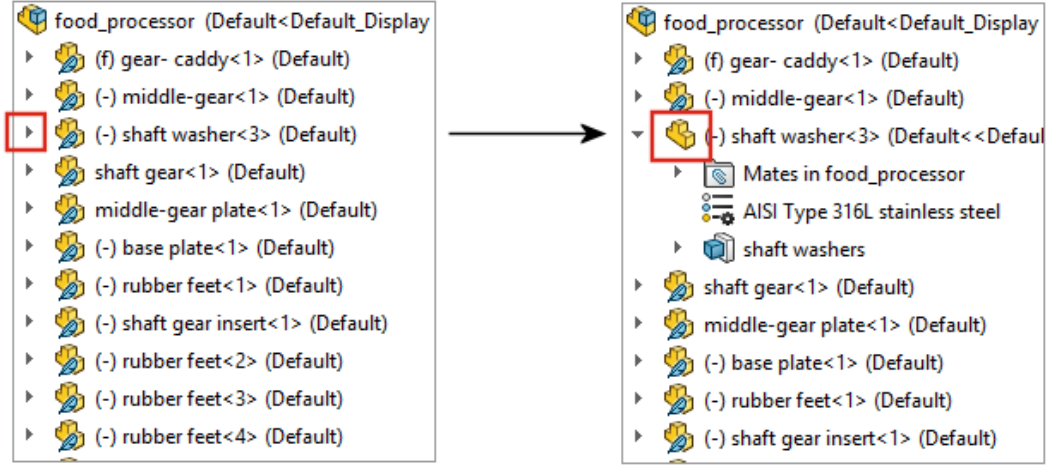 food_processor (Default<Default_Display
(f) gear- caddy<1> (Default)
(-) middle-gear<1> (Default)
(-) shaft washer<3> (Default)
shaft gear<1> (Default)
middle-gear plate<1> (Default)
(-) base plate<1> (Default)
(-) rubber feet<1> (Default)
(-) shaft gear insert<1> (Default)
(-) rubber feet<2> (Default)
(-) rubber feet<3> (Default)
(-) rubber feet<4> (Default)
food_processor (Default<Default_Display
(f) gear- caddy<1> (Default)
(-) middle-gear<1> (Default)
(-) shaft washer<3> (Default<<Defaul
Mates in food_processor
AISI Type 316L stainless steel
shaft washers
shaft gear<1> (Default)
middle-gear plate<1> (Default)
(-) base plate<1> (Default)
(-) rubber feet<1> (Default)
(-) shaft gear insert<1> (Default)